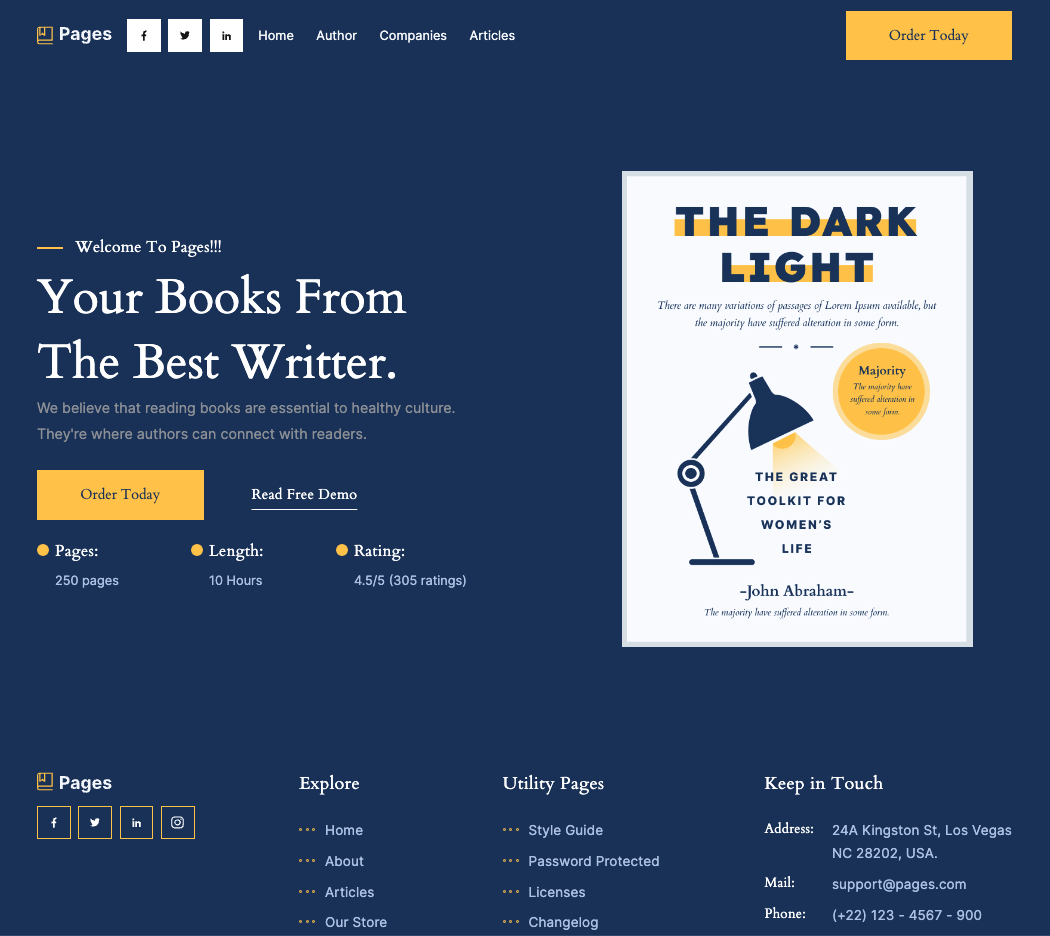 Pages
Home Author Companies Articles
Order Today
Welcome To Pages!!!
Your Books From
The Best Writter.
We believe that reading books are essential to healthy culture.
They're where authors can connect with readers.
Order Today
Read Free Demo
Pages:
250 pages
Length:
10 Hours
Rating:
4.5/5 (305 ratings)
THE DARK
LIGHT
There are many variations of passages of Lorem Ipsum available, but
the majority have suffered alteration in some form.
Majority
The majority have
suffered alteration in
some form.
THE GREAT
TOOLKIT FOR
WOMEN'S
LIFE
-John Abraham-
The majority have suffered alteration in some form.
Pages
Explore
Home
About
Articles
Our Store
Utility Pages
Style Guide
Password Protected
Licenses
Changelog
Keep in Touch
Address: 24A Kingston St, Los Vegas
NC 28202, USA.
Mail: support@pages.com
Phone: (+22) 123 - 4567 - 900